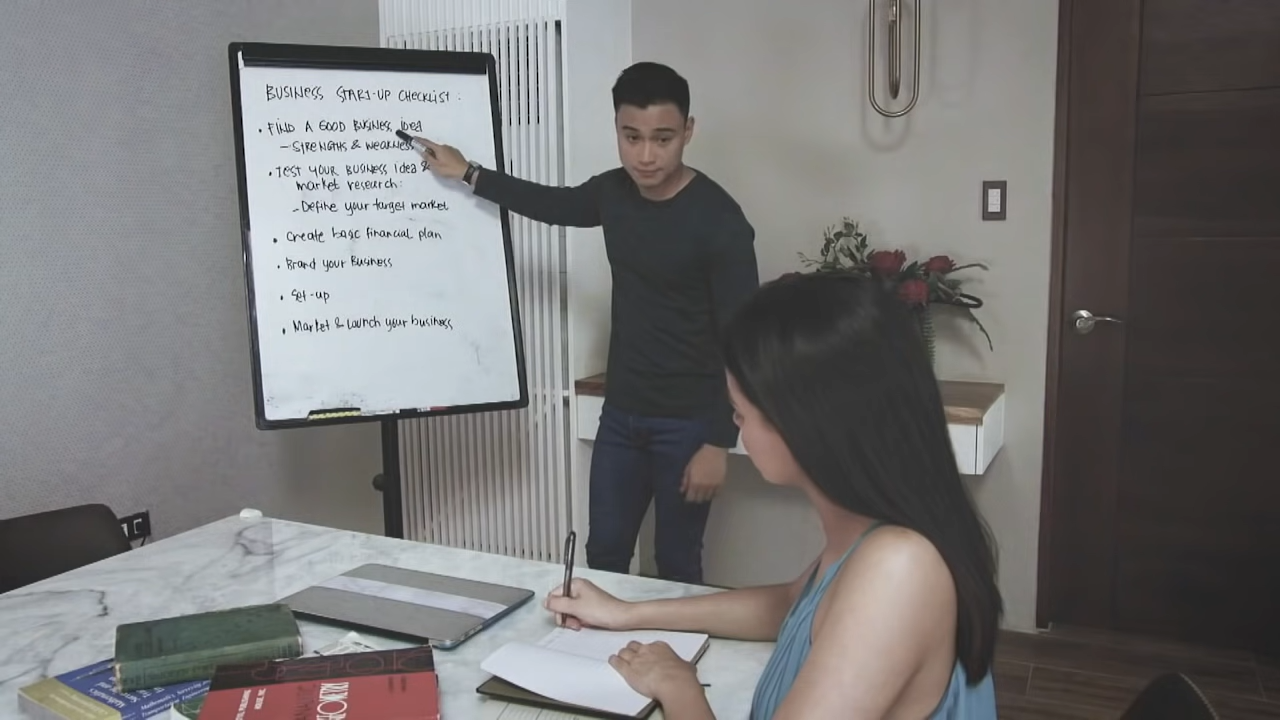 BUSINESS START-UP CHECKLIST :
• FIND A GOOD BUSINESS idea
– STRENGTHS & WEAKNESS
• TEST YOUR BUSINESS idea &
market research:
– Define your target market
• Create basic financial plan
• Brand your Business
• Set-up
• Market & Launch your business